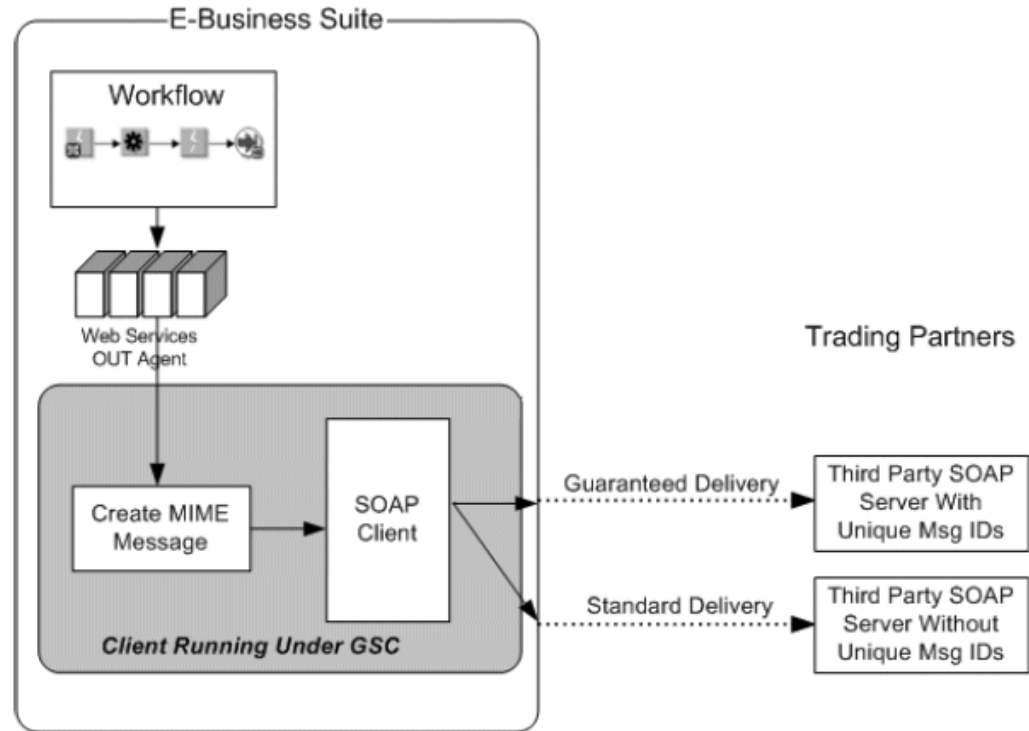 E-Business Suite
Workflow
Web Services
OUT Agent
Trading Partners
Create MIME
Message
SOAP
Client
Client Running Under GSC
Guaranteed Delivery
Third Party SOAP
Server With
Unique Msg IDs
Standard Delivery
Third Party SOAP
Server Without
Unique Msg IDs